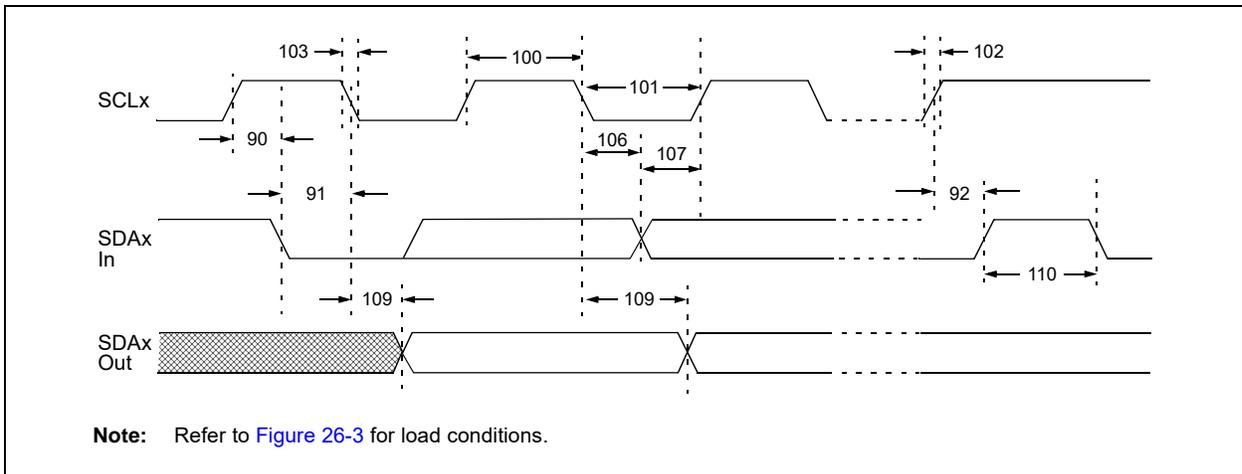 103
100
102
SCLx
101
90
106
107
91
92
SDAx
In
110
109
109
SDAx
Out
Note: Refer to Figure 26-3 for load conditions.